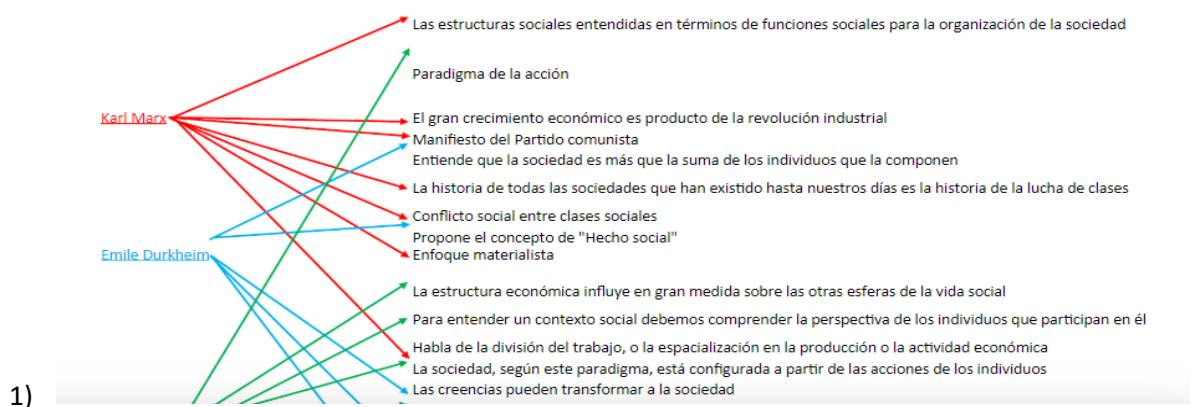 Las estructuras sociales entendidas en términos de funciones sociales para la organización de la sociedad
Paradigma de la acción
Karl Marx
El gran crecimiento económico es producto de la revolución industrial
Manifiesto del Partido comunista
Entiende que la sociedad es más que la suma de los individuos que la componen
La historia de todas las sociedades que han existido hasta nuestros días es la historia de la lucha de clases
Conflicto social entre clases sociales
Propone el concepto de "Hecho social"
Emile Durkheim
Enfoque materialista
La estructura económica influye en gran medida sobre las otras esferas de la vida social
Para entender un contexto social debemos comprender la perspectiva de los individuos que participan en él
Habla de la división del trabajo, o la espacialización en la producción o la actividad económica
La sociedad, según este paradigma, está configurada a partir de las acciones de los individuos
Las creencias pueden transformar a la sociedad
1)